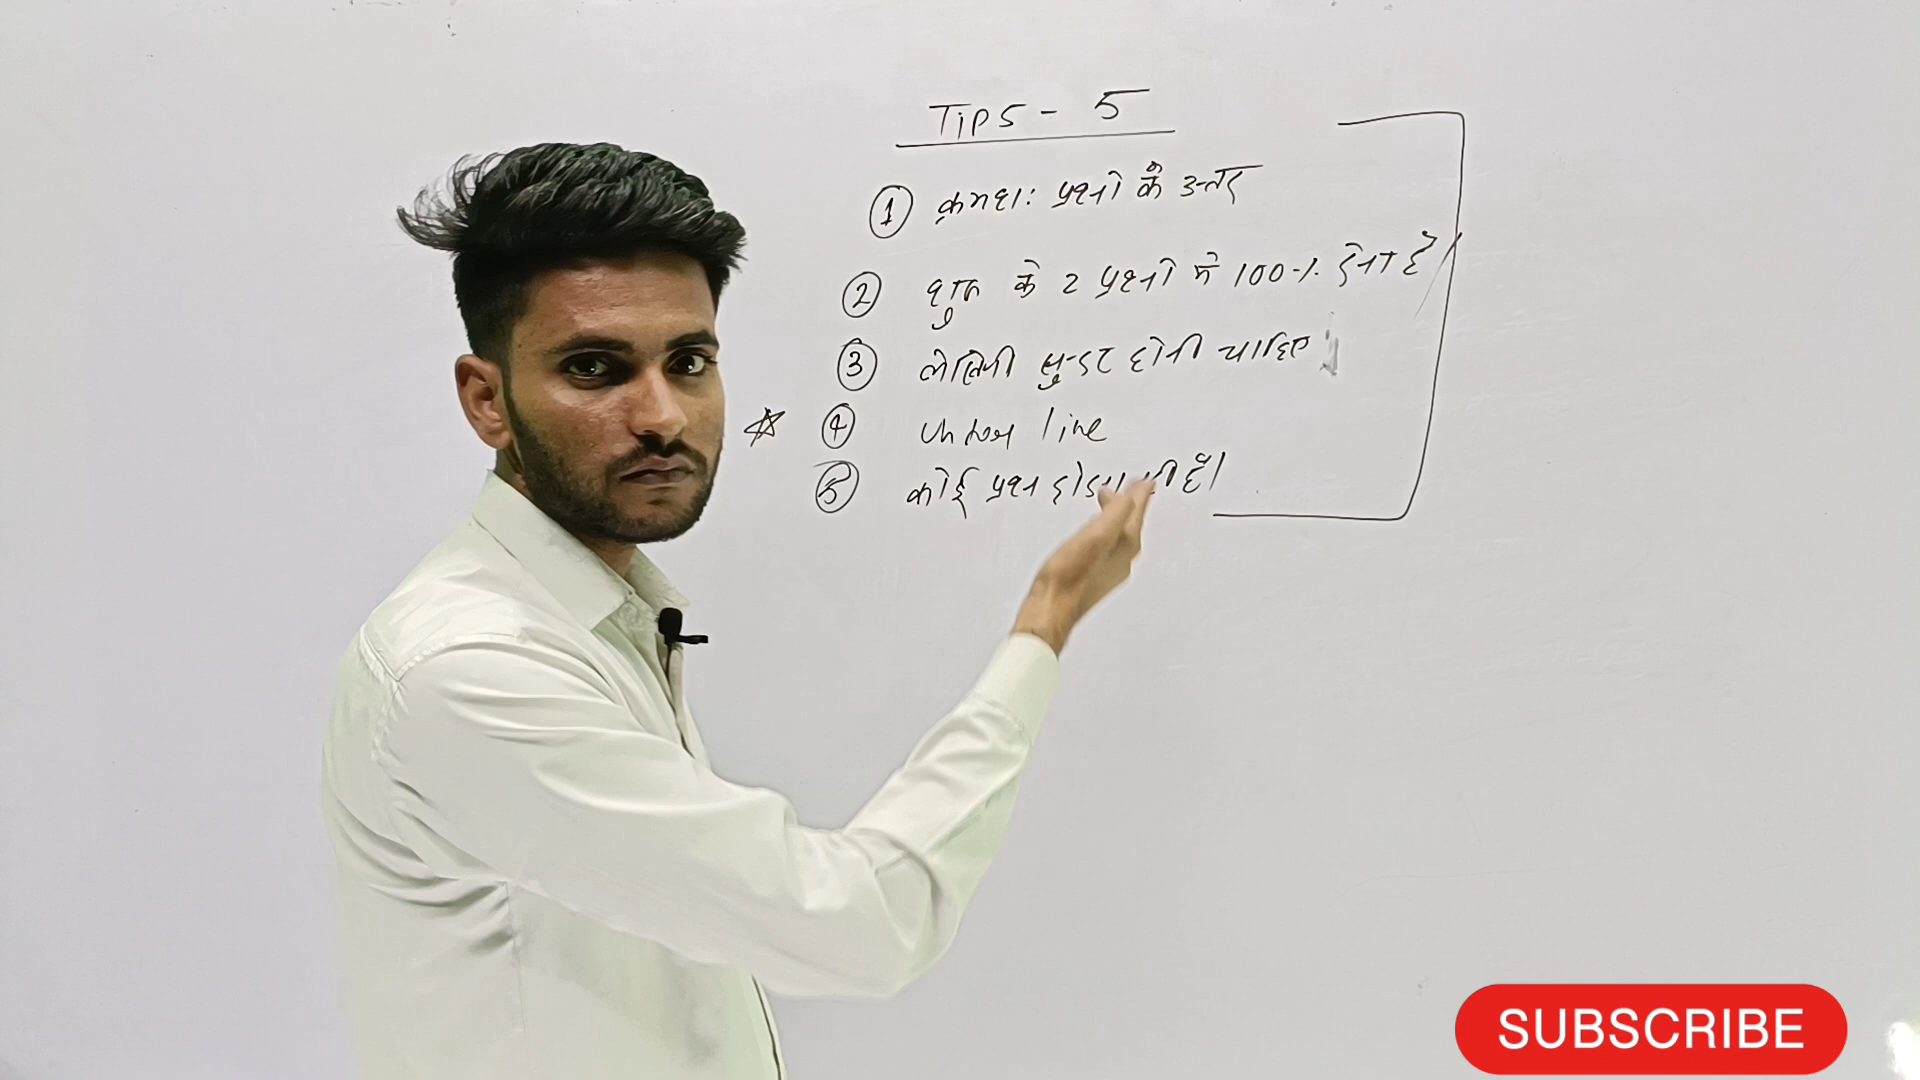 Tips - 5
① क्रमशः प्रश्नों के उत्तर
② शुरू के 2 प्रश्नों में 100% देना है।
③ लेखनी सुन्दर होनी चाहिए
④ Under line
⑤ कोई प्रश्न छोड़ना नहीं है।
SUBSCRIBE